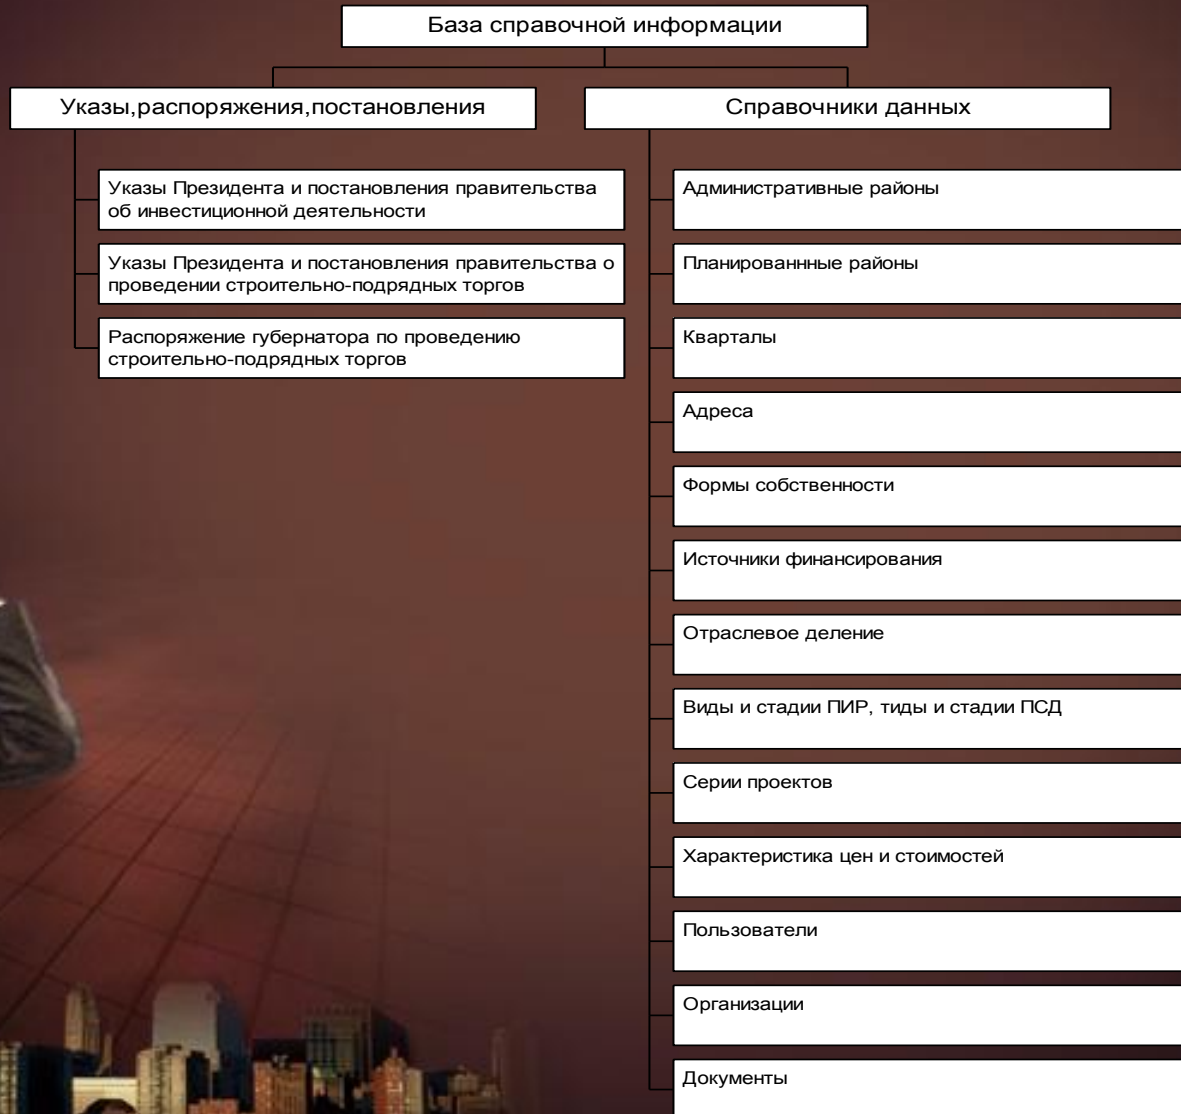 База справочной информации
Указы,распоряжения,постановления
Справочники данных
Указы Президента и постановления правительства
об инвестиционной деятельности
Указы Президента и постановления правительства о
проведении строительно-подрядных торгов
Распоряжение губернатора по проведению
строительно-подрядных торгов
Административные районы
Планированнные районы
Кварталы
Адреса
Формы собственности
Источники финансирования
Отраслевое деление
Виды и стадии ПИР, тиды и стадии ПСД
Серии проектов
Характеристика цен и стоимостей
Пользователи
Организации
Документы